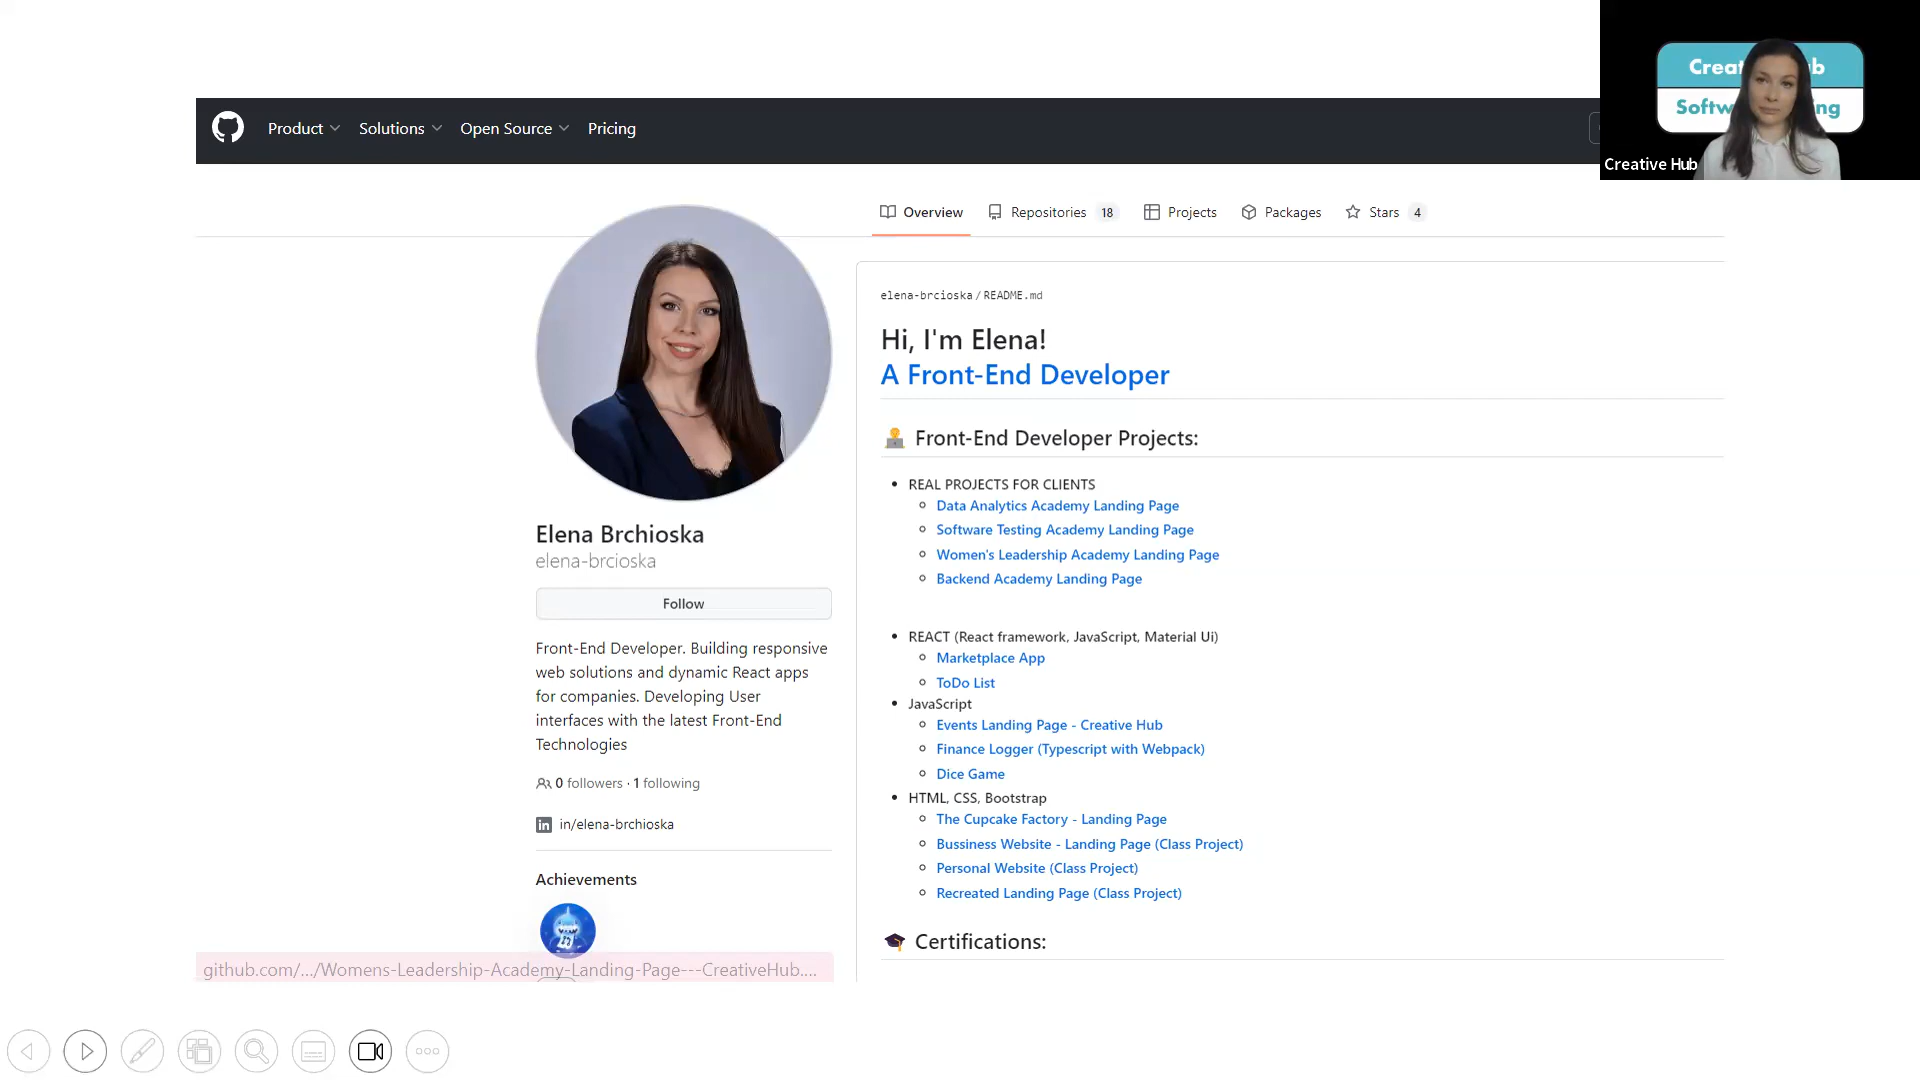 Product
Solutions
Open Source
Pricing
Creative Hub
Overview
Repositories 18
Projects
Packages
Stars 4
Elena Brchioska
elena-brcioska
Follow
Front-End Developer. Building responsive
web solutions and dynamic React apps
for companies. Developing User
interfaces with the latest Front-End
Technologies
0 followers · 1 following
in/elena-brchioska
Achievements
github.com/.../Womens-Leadership-Academy-Landing-Page---CreativeHub....
elena-brcioska/README.md
Hi, I'm Elena!
A Front-End Developer
Front-End Developer Projects:
REAL PROJECTS FOR CLIENTS
Data Analytics Academy Landing Page
Software Testing Academy Landing Page
Women's Leadership Academy Landing Page
Backend Academy Landing Page
REACT (React framework, JavaScript, Material Ui)
Marketplace App
ToDo List
JavaScript
Events Landing Page - Creative Hub
Finance Logger (Typescript with Webpack)
Dice Game
HTML, CSS, Bootstrap
The Cupcake Factory - Landing Page
Bussiness Website - Landing Page (Class Project)
Personal Website (Class Project)
Recreated Landing Page (Class Project)
Certifications: